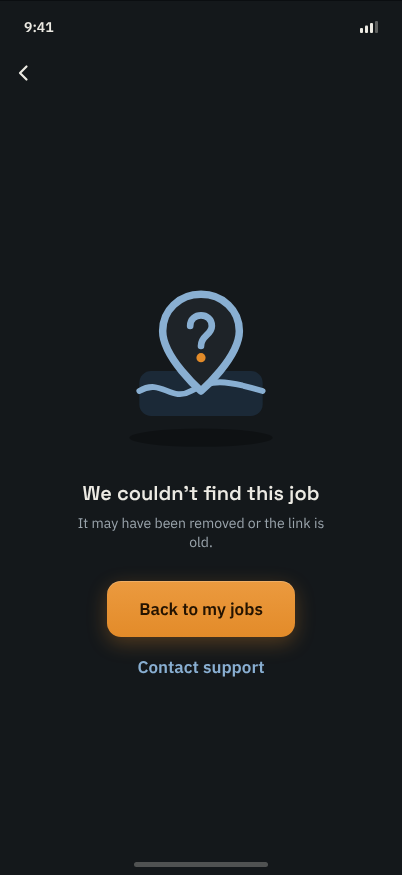 9:41
?
We couldn’t find this job
It may have been removed or the link is
old.
Back to my jobs
Contact support